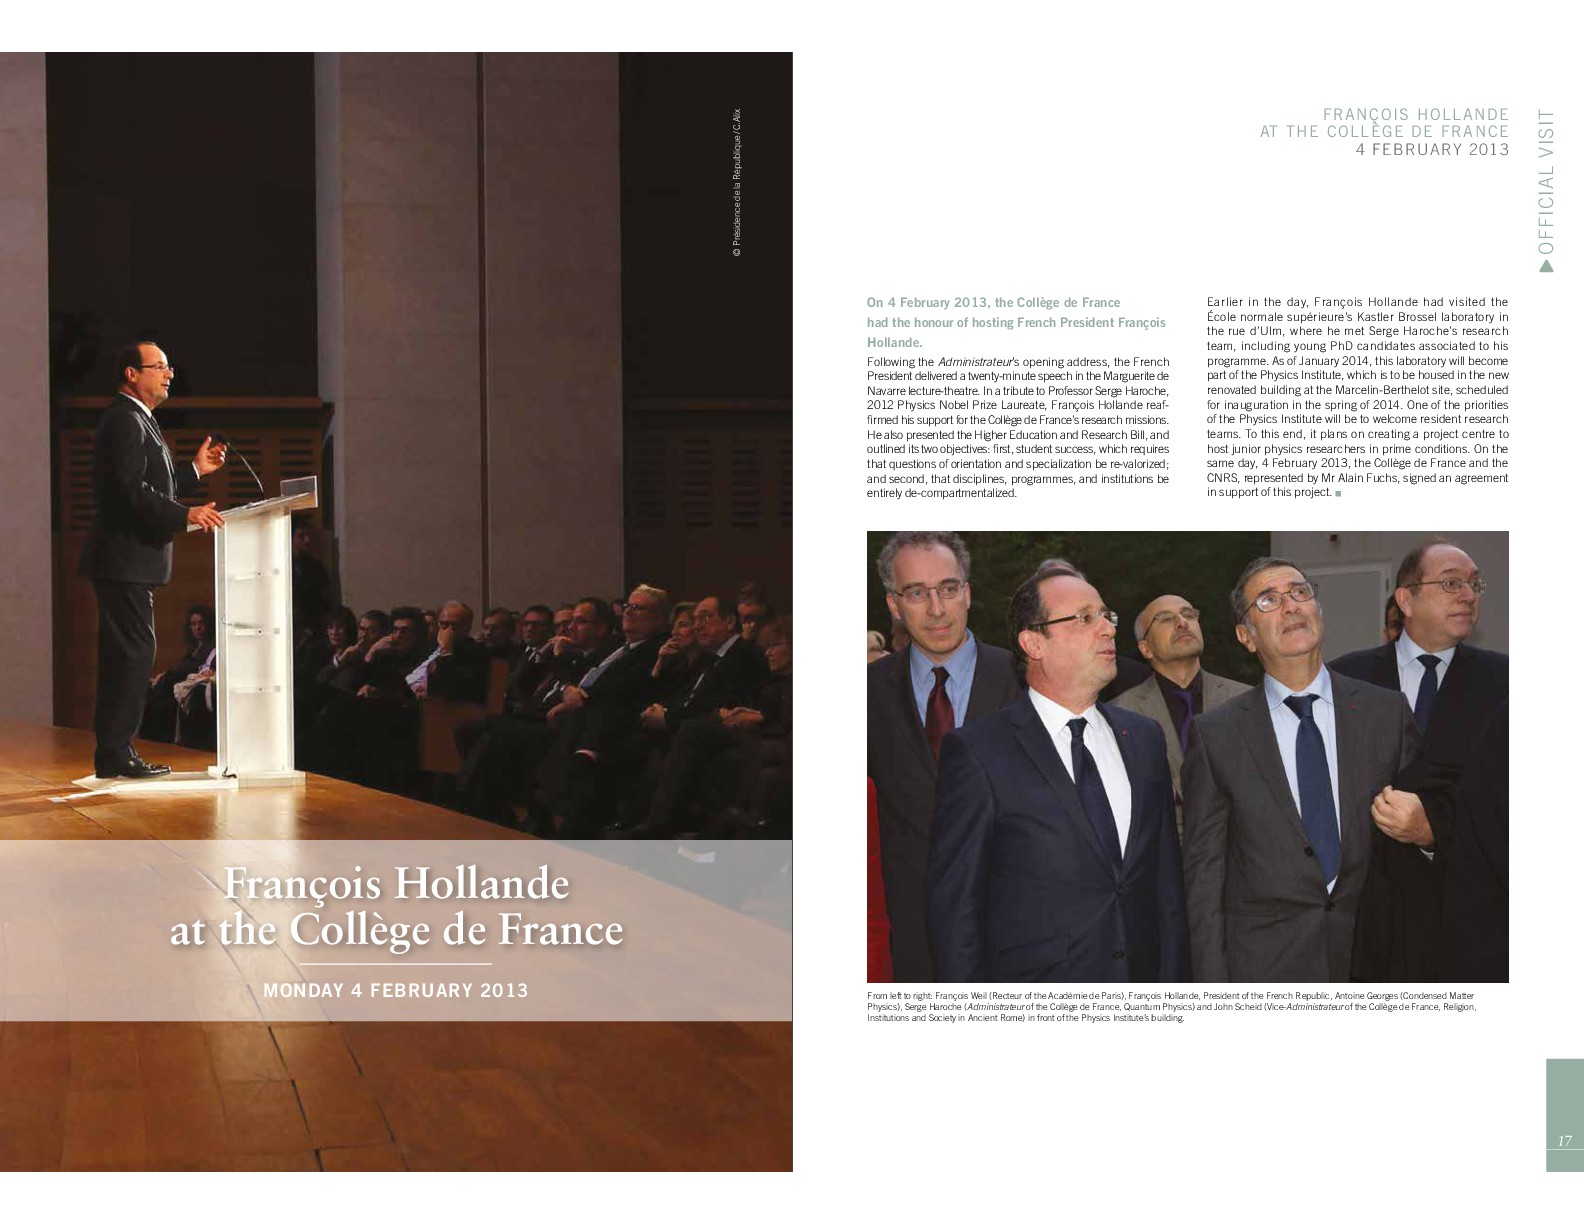 © Présidence de la République / C.Alix
François Hollande
at the Collège de France
MONDAY 4 FEBRUARY 2013
FRANÇOIS HOLLANDE
AT THE COLLÈGE DE FRANCE
4 FEBRUARY 2013
OFFICIAL VISIT
On 4 February 2013, the Collège de France
had the honour of hosting French President François
Hollande.
Following the Administrateur's opening address, the French
President delivered a twenty-minute speech in the Marguerite de
Navarre lecture-theatre. In a tribute to Professor Serge Haroche,
2012 Physics Nobel Prize Laureate, François Hollande reaf-
firmed his support for the Collège de France's research missions.
He also presented the Higher Education and Research Bill, and
outlined its two objectives: first, student success, which requires
that questions of orientation and specialization be re-valorized;
and second, that disciplines, programmes, and institutions be
entirely de-compartmentalized.
Earlier in the day, François Hollande had visited the
École normale supérieure's Kastler Brossel laboratory in
the rue d'Ulm, where he met Serge Haroche's research
team, including young PhD candidates associated to his
programme. As of January 2014, this laboratory will become
part of the Physics Institute, which is to be housed in the new
renovated building at the Marcelin-Berthelot site, scheduled
for inauguration in the spring of 2014. One of the priorities
of the Physics Institute will be to welcome resident research
teams. To this end, it plans on creating a project centre to
host junior physics researchers in prime conditions. On the
same day, 4 February 2013, the Collège de France and the
CNRS, represented by Mr Alain Fuchs, signed an agreement
in support of this project.
From left to right: François Weil (Recteur of the Académie de Paris), François Hollande, President of the French Republic, Antoine Georges (Condensed Matter
Physics), Serge Haroche (Administrateur of the Collège de France, Quantum Physics) and John Scheid (Vice-Administrateur of the Collège de France, Religion,
Institutions and Society in Ancient Rome) in front of the Physics Institute's building.
17